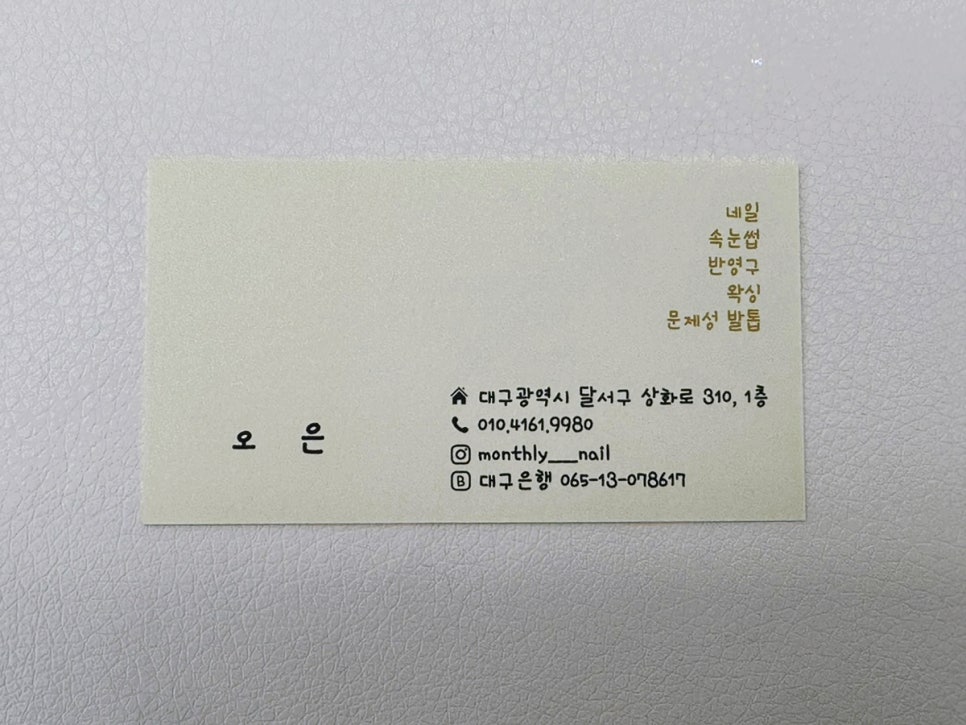 네일
속눈썹
반영구
왁싱
문제성 발톱
오 은
대구광역시 달서구 상화로 310, 1층
010.4161.9980
monthly___nail
B 대구은행 065-13-078617